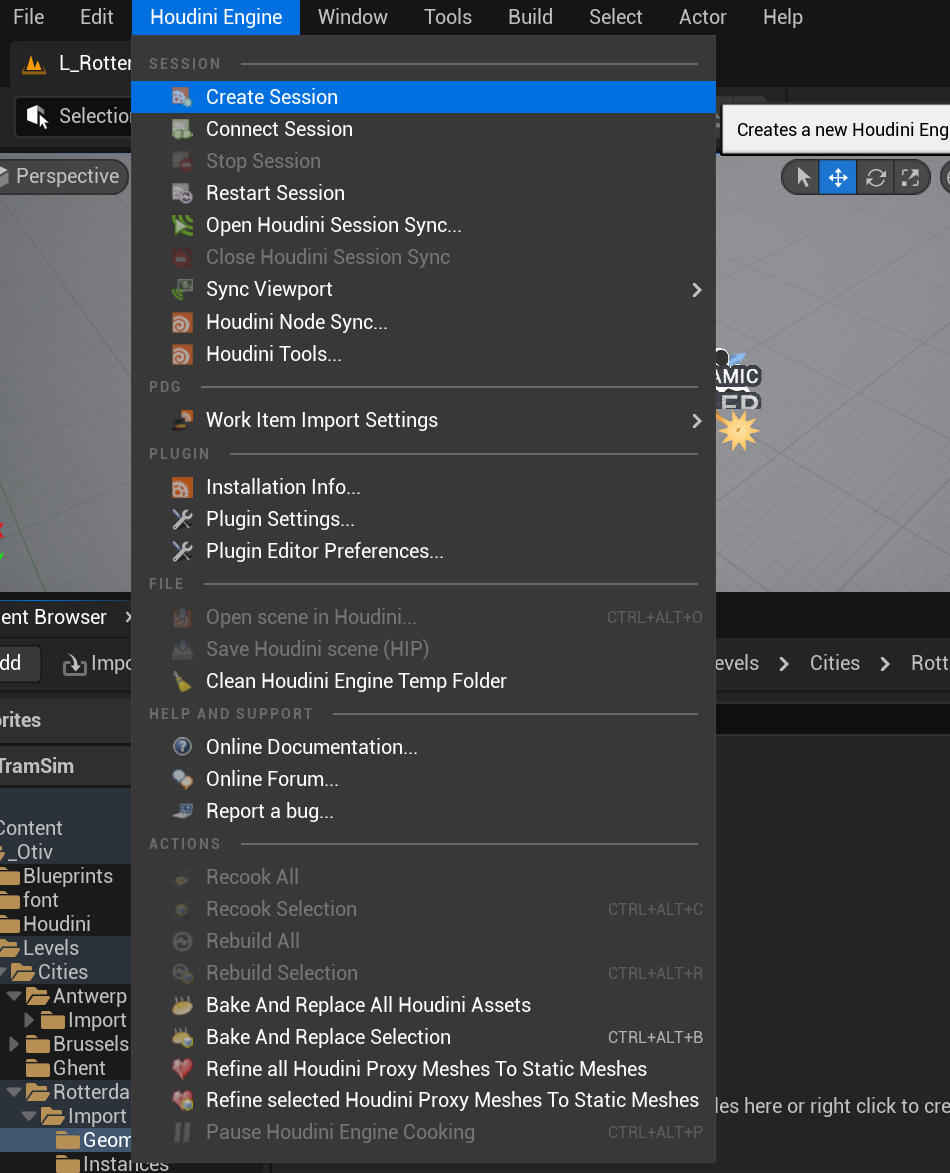 File Edit Houdini Engine Window Tools Build Select Actor Help
L_Rotter
SESSION
Create Session
Selection
Creates a new Houdini Eng
Connect Session
Stop Session
Perspective
Restart Session
Open Houdini Session Sync...
Close Houdini Session Sync
Sync Viewport
Houdini Node Sync...
Houdini Tools...
AMIC
PDG
ER
Work Item Import Settings
PLUGIN
Installation Info...
Plugin Settings...
Plugin Editor Preferences...
FILE
ent Browser
Open scene in Houdini... CTRL+ALT+O
Save Houdini scene (HIP)
dd Impo
evels > Cities > Rott
Clean Houdini Engine Temp Folder
HELP AND SUPPORT
orites
Online Documentation...
TramSim
Online Forum...
Report a bug...
Content
ACTIONS
_Otiv
Blueprints
Recook All
font
Recook Selection CTRL+ALT+C
Houdini
Rebuild All
Levels
Cities
Rebuild Selection CTRL+ALT+R
Antwerp
Bake And Replace All Houdini Assets
Import
Bake And Replace Selection CTRL+ALT+B
Brussels
Ghent
Refine all Houdini Proxy Meshes To Static Meshes
Rotterda
Refine selected Houdini Proxy Meshes To Static Meshes
les here or right click to cre
Import
Pause Houdini Engine Cooking CTRL+ALT+P
Geom
Instances